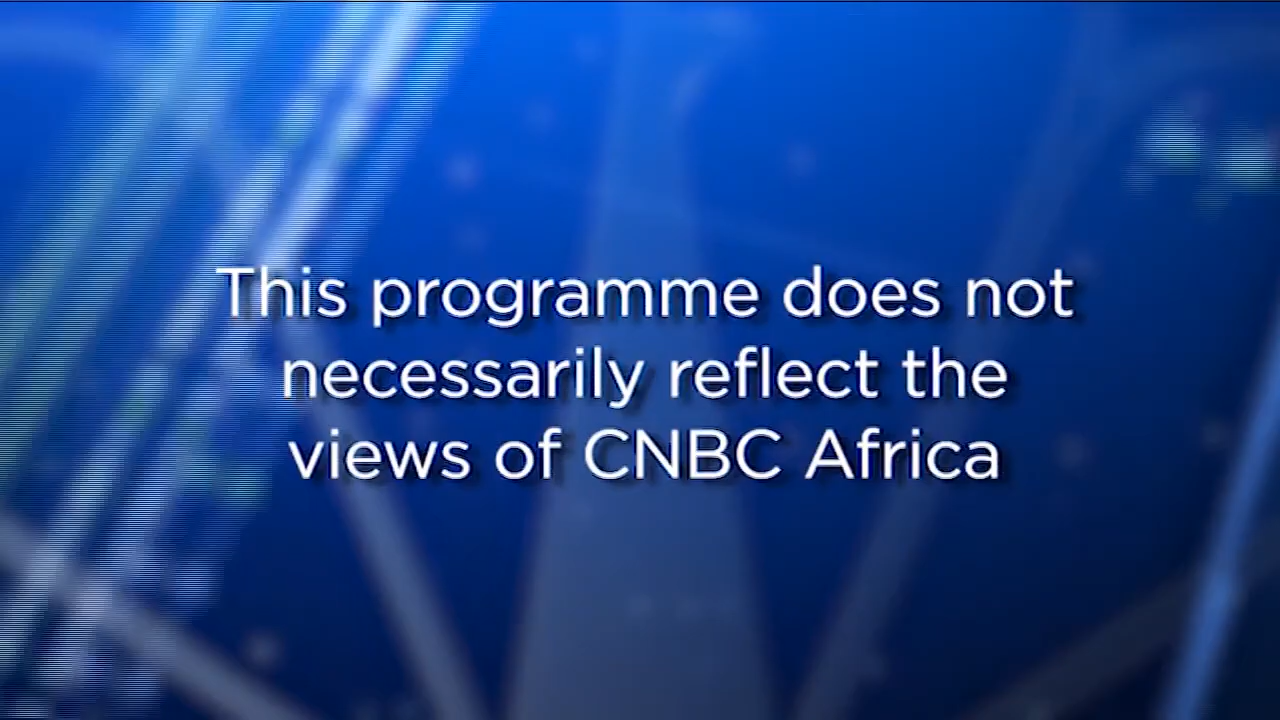 This programme does not
necessarily reflect the
views of CNBC Africa